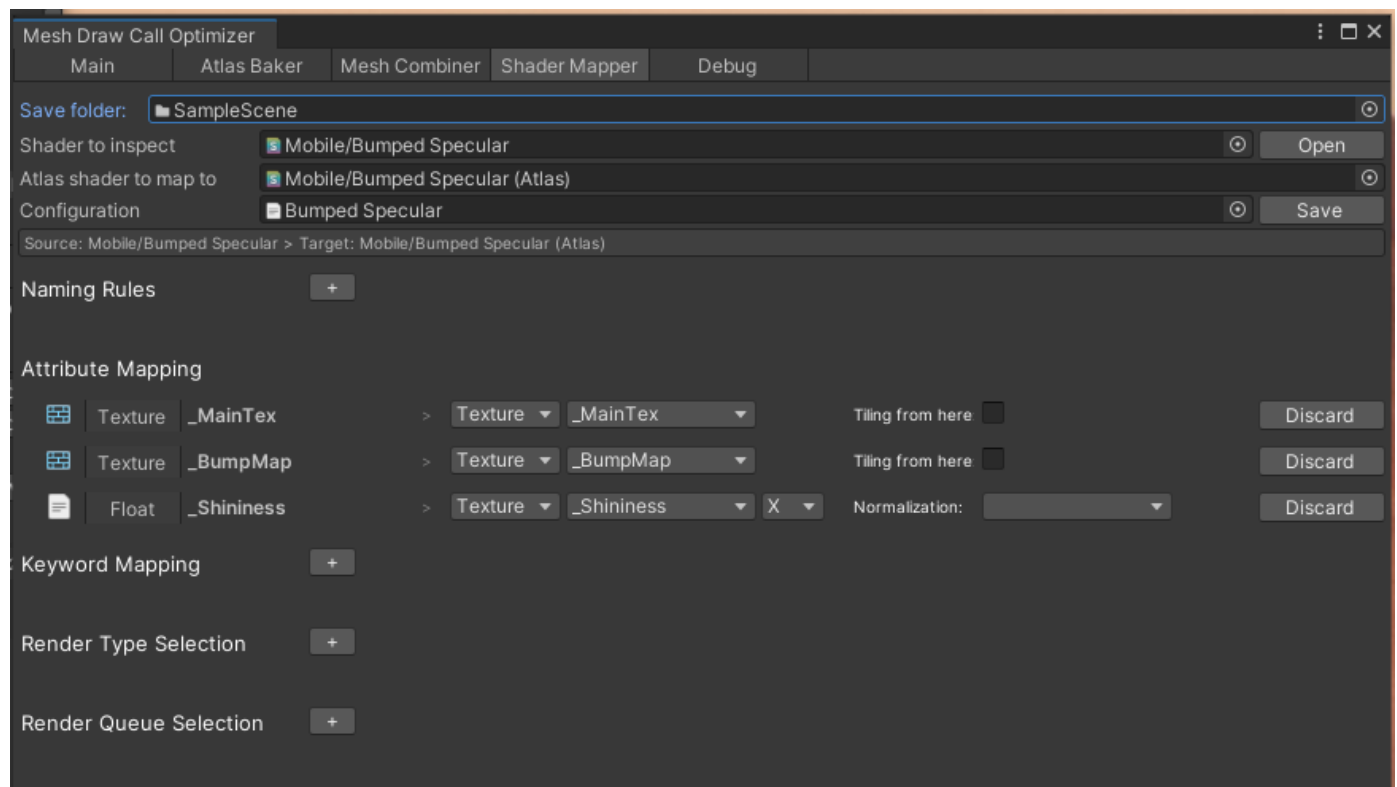 Mesh Draw Call Optimizer
Main Atlas Baker Mesh Combiner Shader Mapper Debug
Save folder: SampleScene
Shader to inspect Mobile/Bumped Specular Open
Atlas shader to map to Mobile/Bumped Specular (Atlas)
Configuration Bumped Specular Save
Source: Mobile/Bumped Specular > Target: Mobile/Bumped Specular (Atlas)
Naming Rules +
Attribute Mapping
Texture _MainTex > Texture _MainTex Tiling from here Discard
Texture _BumpMap > Texture _BumpMap Tiling from here Discard
Float _Shininess > Texture _Shininess X Normalization: Discard
Keyword Mapping +
Render Type Selection +
Render Queue Selection +